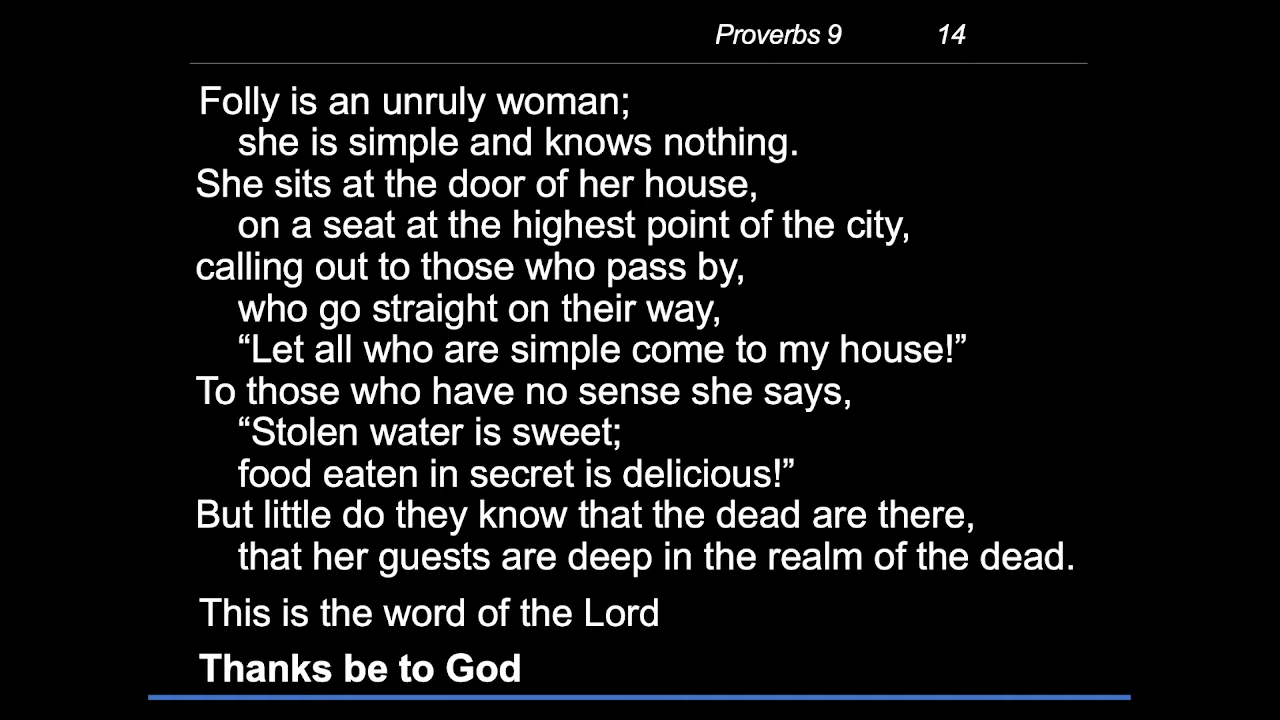 Proverbs 9 14
Folly is an unruly woman;
she is simple and knows nothing.
She sits at the door of her house,
on a seat at the highest point of the city,
calling out to those who pass by,
who go straight on their way,
“Let all who are simple come to my house!”
To those who have no sense she says,
“Stolen water is sweet;
food eaten in secret is delicious!”
But little do they know that the dead are there,
that her guests are deep in the realm of the dead.
This is the word of the Lord
Thanks be to God